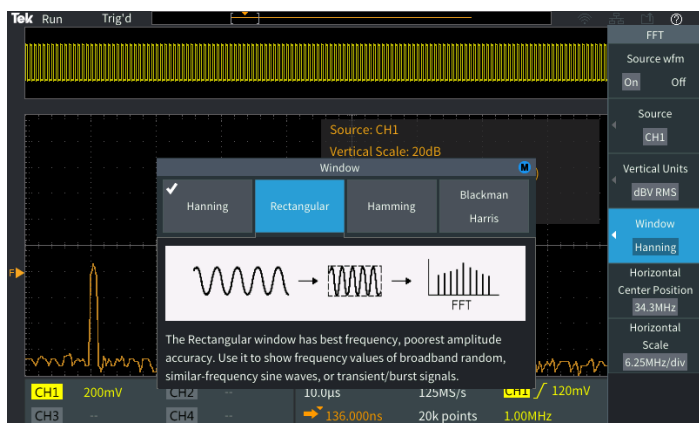 Tek Run Trig'd
FFT
Source wfm
On Off
Source
CH1
Vertical Units
dBV RMS
Window
Hanning
Horizontal
Center Position
34.3MHz
Horizontal
Scale
6.25MHz/div
Source: CH1
Vertical Scale: 20dB
)
Window M
Hanning
Rectangular
Hamming
Blackman
Harris
FFT
The Rectangular window has best frequency, poorest amplitude
accuracy. Use it to show frequency values of broadband random,
similar-frequency sine waves, or transient/burst signals.
F
CH1 200mV CH2 -- 10.0µs 125MS/s CH1 120mV
CH3 -- CH4 -- 136.000ns 20k points 1.00MHz